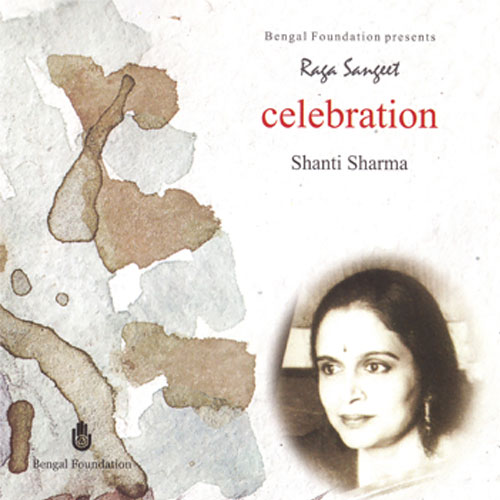 Bengal Foundation presents
Raga Sangeet
celebration
Shanti Sharma
Bengal Foundation